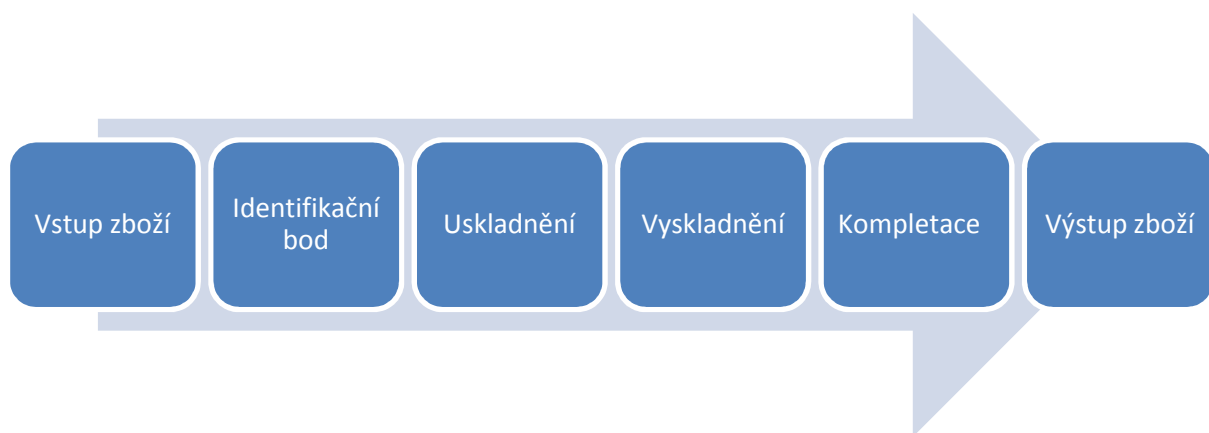 Vstup zboží
Identifikační
bod
Uskladnění
Vyskladnění
Kompletace
Výstup zboží